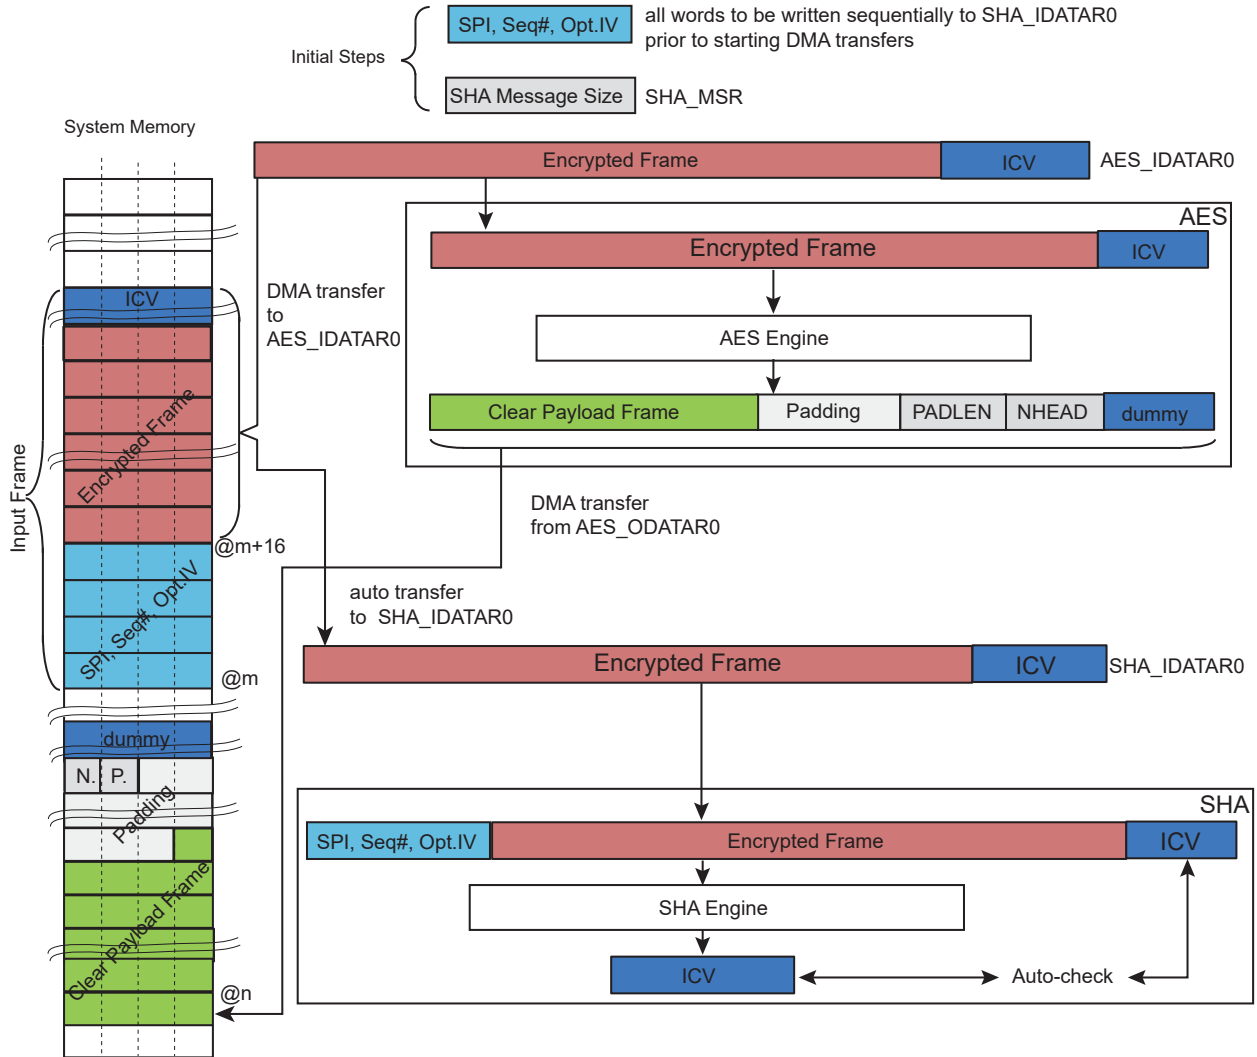 SPI, Seq#, Opt.IV
all words to be written sequentially to SHA_IDATAR0
prior to starting DMA transfers
Initial Steps
SHA Message Size
SHA_MSR
System Memory
Encrypted Frame
ICV
AES_IDATAR0
AES
Encrypted Frame
ICV
ICV
DMA transfer
to
AES_IDATAR0
AES Engine
Clear Payload Frame
Padding
PADLEN
NHEAD
dummy
Encrypted Frame
Input Frame
DMA transfer
from AES_ODATAR0
@m+16
auto transfer
to SHA_IDATAR0
SPI, Seq#, Opt.IV
Encrypted Frame
ICV
SHA_IDATAR0
@m
dummy
N.
P.
Padding
SHA
SPI, Seq#, Opt.IV
Encrypted Frame
ICV
SHA Engine
Clear Payload Frame
ICV
Auto-check
@n